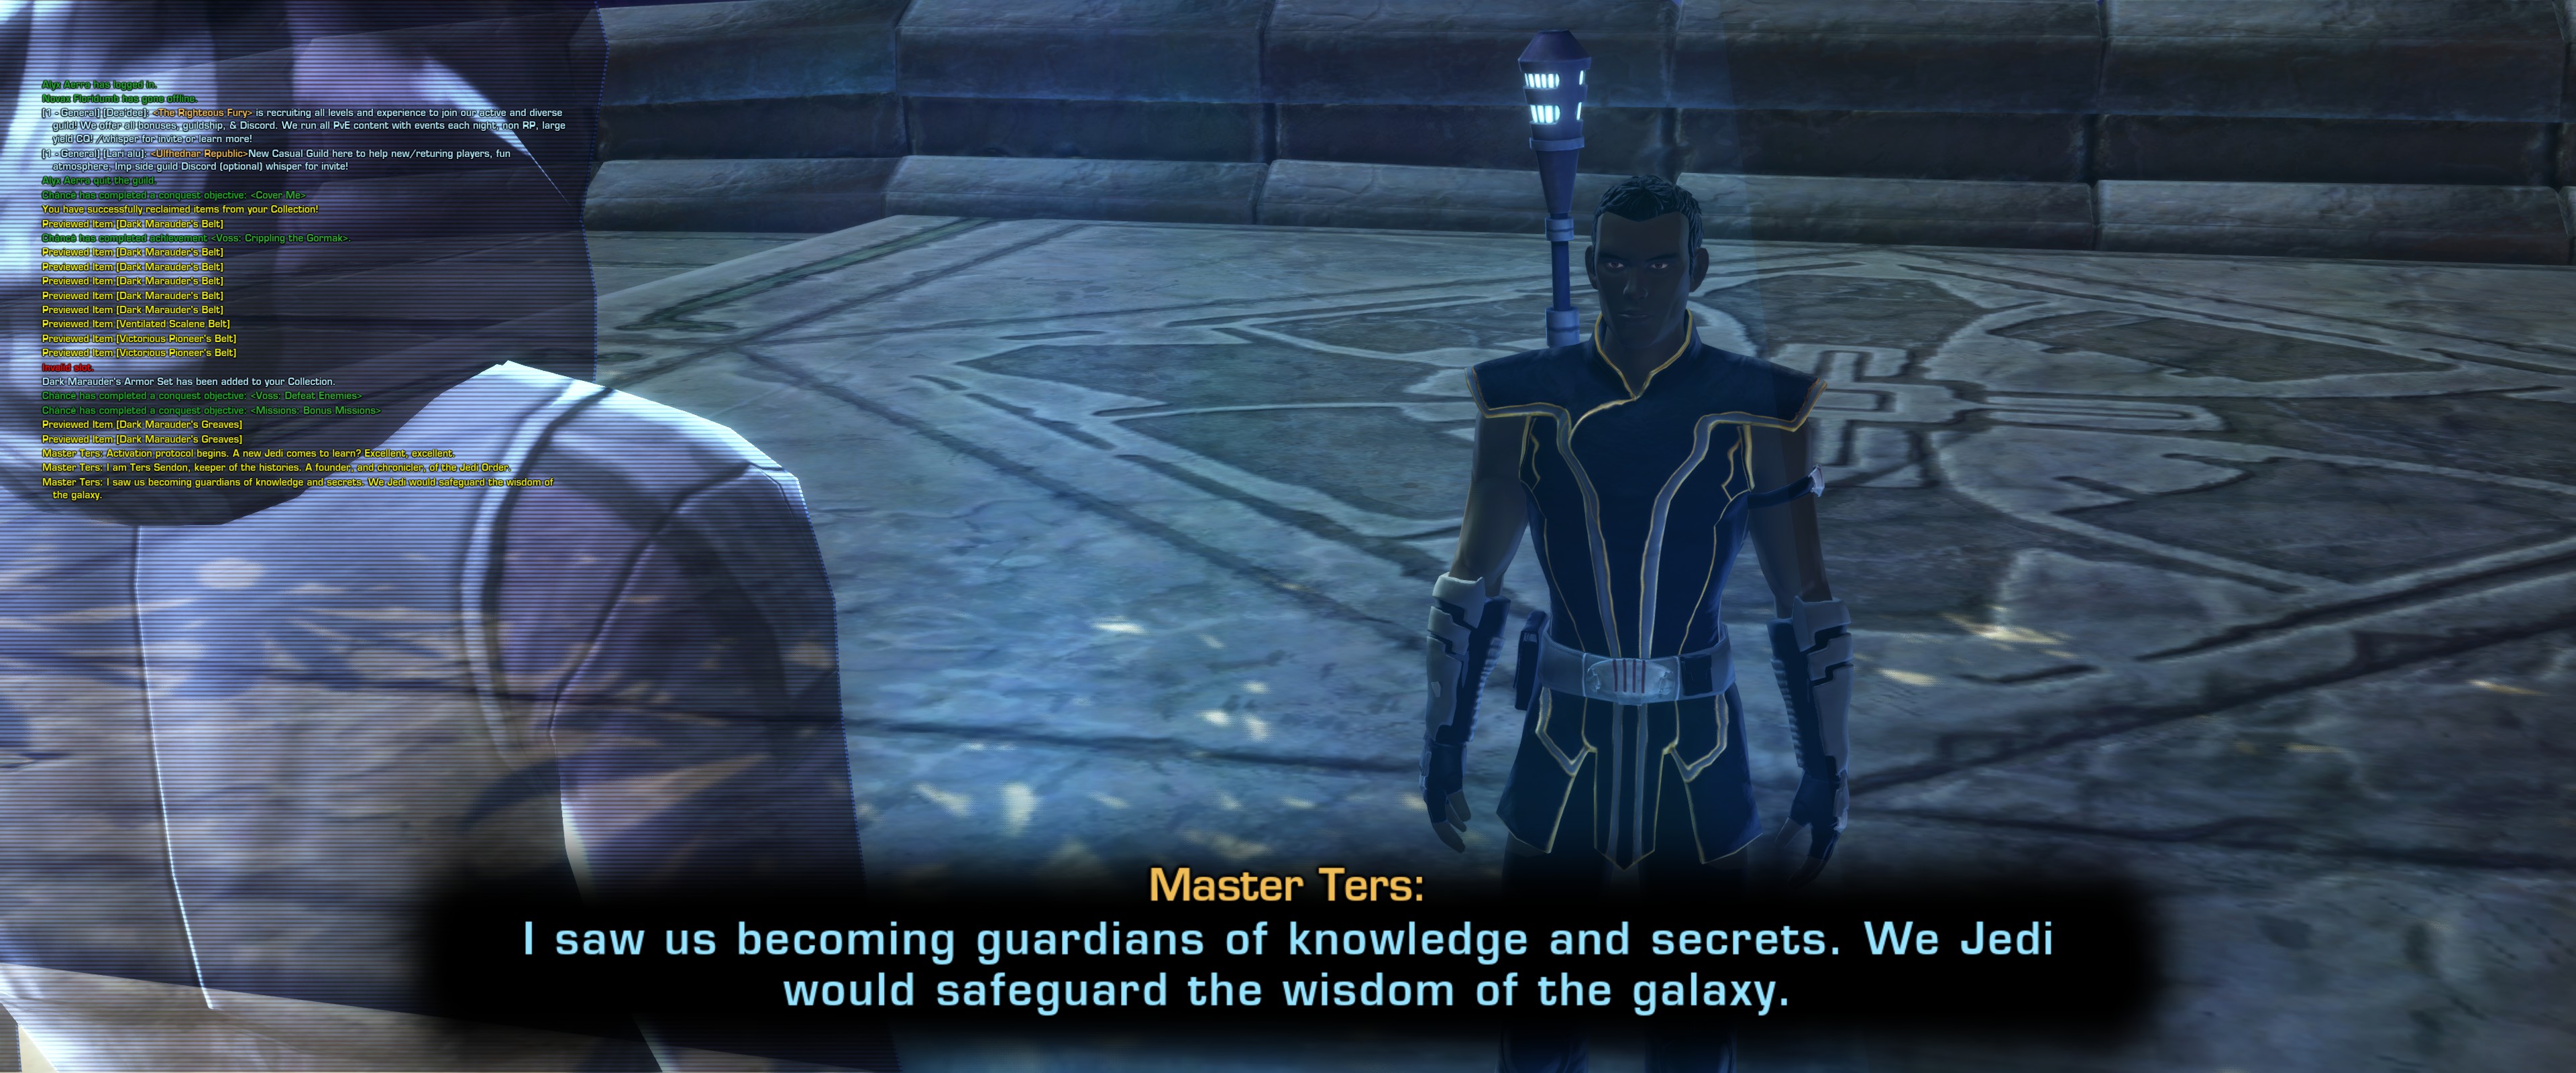 Alyx Aerra has logged in.
Novax Floridumb has gone offline.
[1 - General] [Des'dee]: <The Righteous Fury> is recruiting all levels and experience to join our active and diverse
guild! We offer all bonuses, guildship, & Discord. We run all PvE content with events each night, non RP, large
yield CQ! /whisper for invite or learn more!
[1 - General] [Lari-alu]: <Ulfhednar Republic>New Casual Guild here to help new/returing players, fun
atmosphere, Imp side guild Discord (optional) whisper for invite!
Alyx Aerra quit the guild.
has completed a conquest objective: <Cover Me>
You have successfully reclaimed items from your Collection!
Previewed Item [Dark Marauder's Belt]
has completed achievement <Voss: Crippling the Gormak>.
Previewed Item [Dark Marauder's Belt]
Previewed Item [Dark Marauder's Belt]
Previewed Item [Dark Marauder's Belt]
Previewed Item [Dark Marauder's Belt]
Previewed Item [Dark Marauder's Belt]
Previewed Item [Ventilated Scalene Belt]
Previewed Item [Victorious Pioneer's Belt]
Previewed Item [Victorious Pioneer's Belt]
Invalid slot.
Dark Marauder's Armor Set has been added to your Collection.
has completed a conquest objective: <Voss: Defeat Enemies>
has completed a conquest objective: <Missions: Bonus Missions>
Previewed Item [Dark Marauder's Greaves]
Previewed Item [Dark Marauder's Greaves]
Master Ters: Activation protocol begins. A new Jedi comes to learn? Excellent, excellent.
Master Ters: I am Ters Sendon, keeper of the histories. A founder, and chronicler, of the Jedi Order.
Master Ters: I saw us becoming guardians of knowledge and secrets. We Jedi would safeguard the wisdom of
the galaxy.
Master Ters:
I saw us becoming guardians of knowledge and secrets. We Jedi
would safeguard the wisdom of the galaxy.